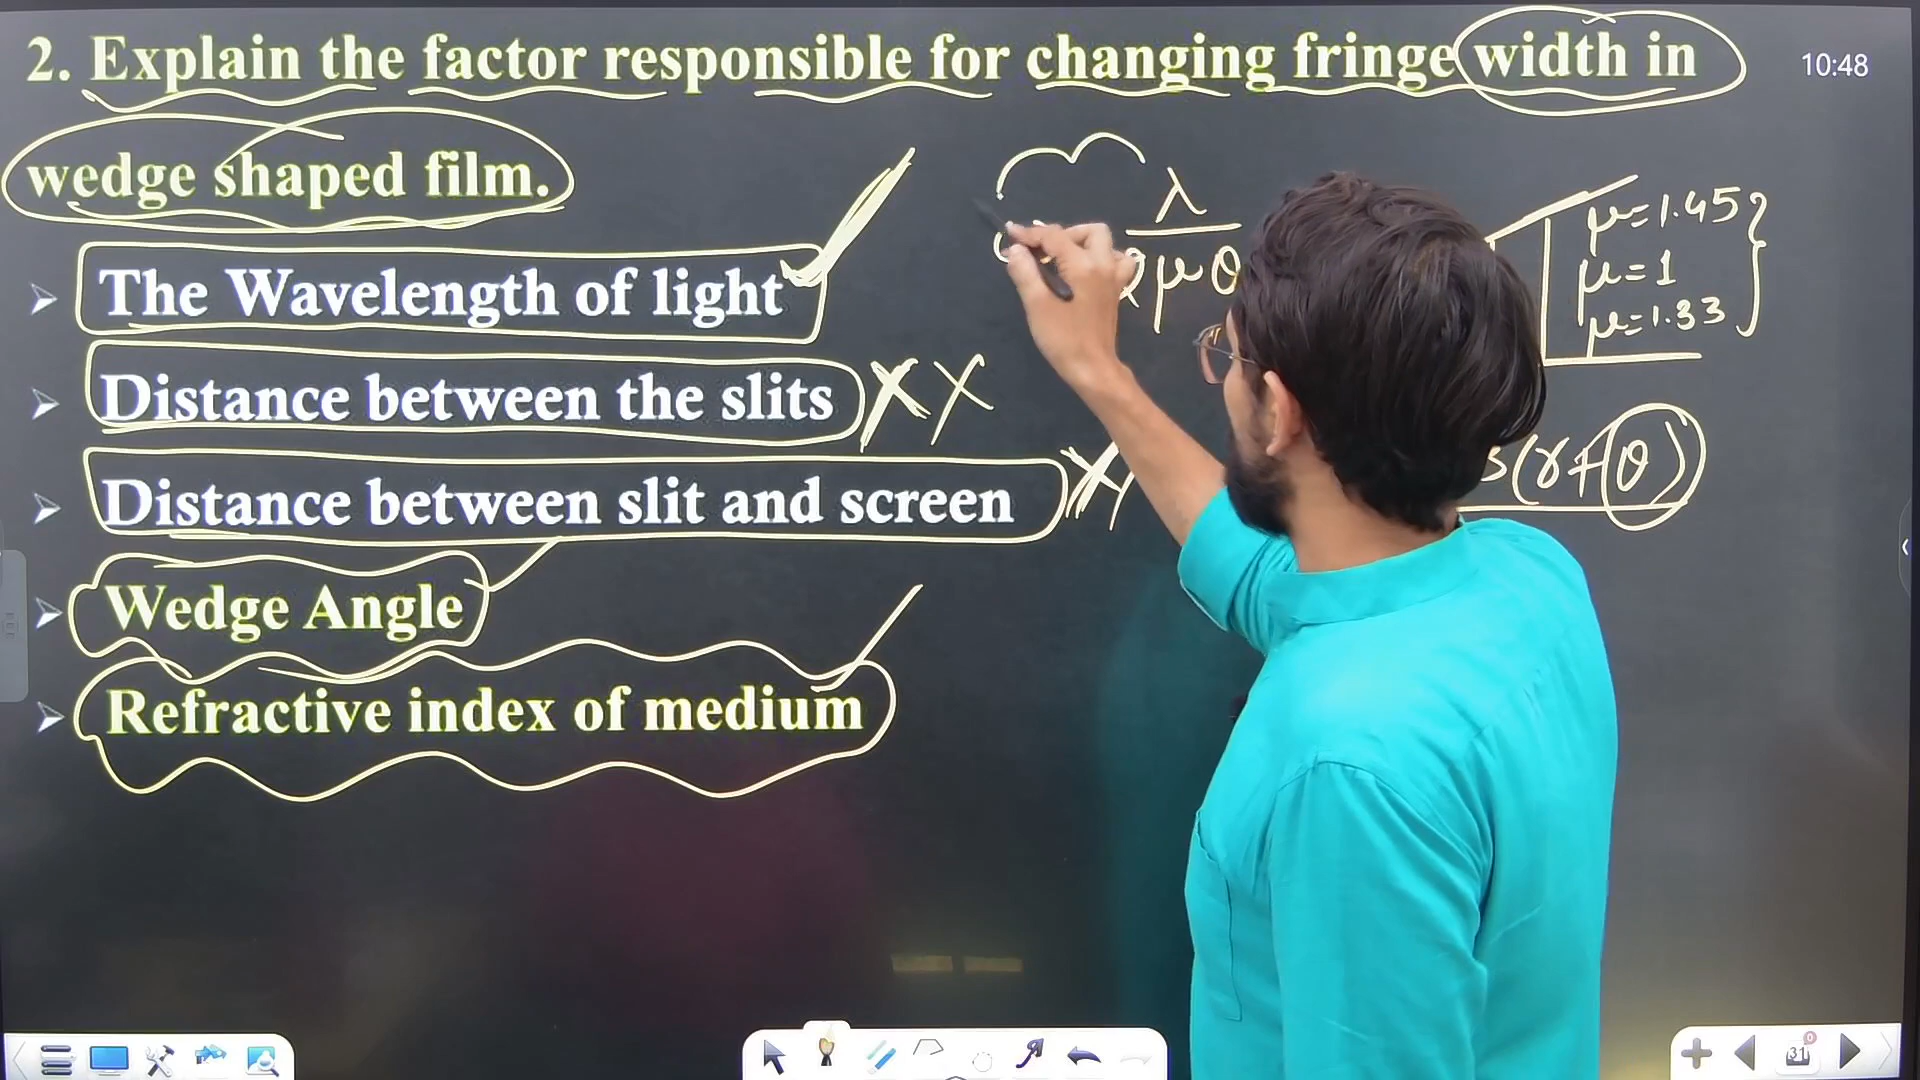 2. Explain the factor responsible for changing fringe width in
10:48
wedge shaped film.
The Wavelength of light
Distance between the slits
Distance between slit and screen
Wedge Angle
Refractive index of medium
λ
2μθ
μ=1.45
μ=1
μ=1.33
(r+θ)
31